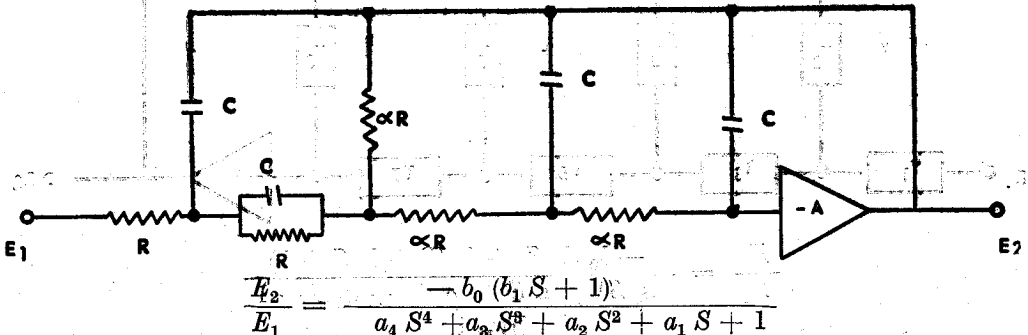 C
∝R
C
C
C
E1
R
R
∝R
∝R
-A
E2
E₂/E₁ = −b₀ (b₁ S + 1) / a₄ S⁴ + a₃ S³ + a₂ S² + a₁ S + 1